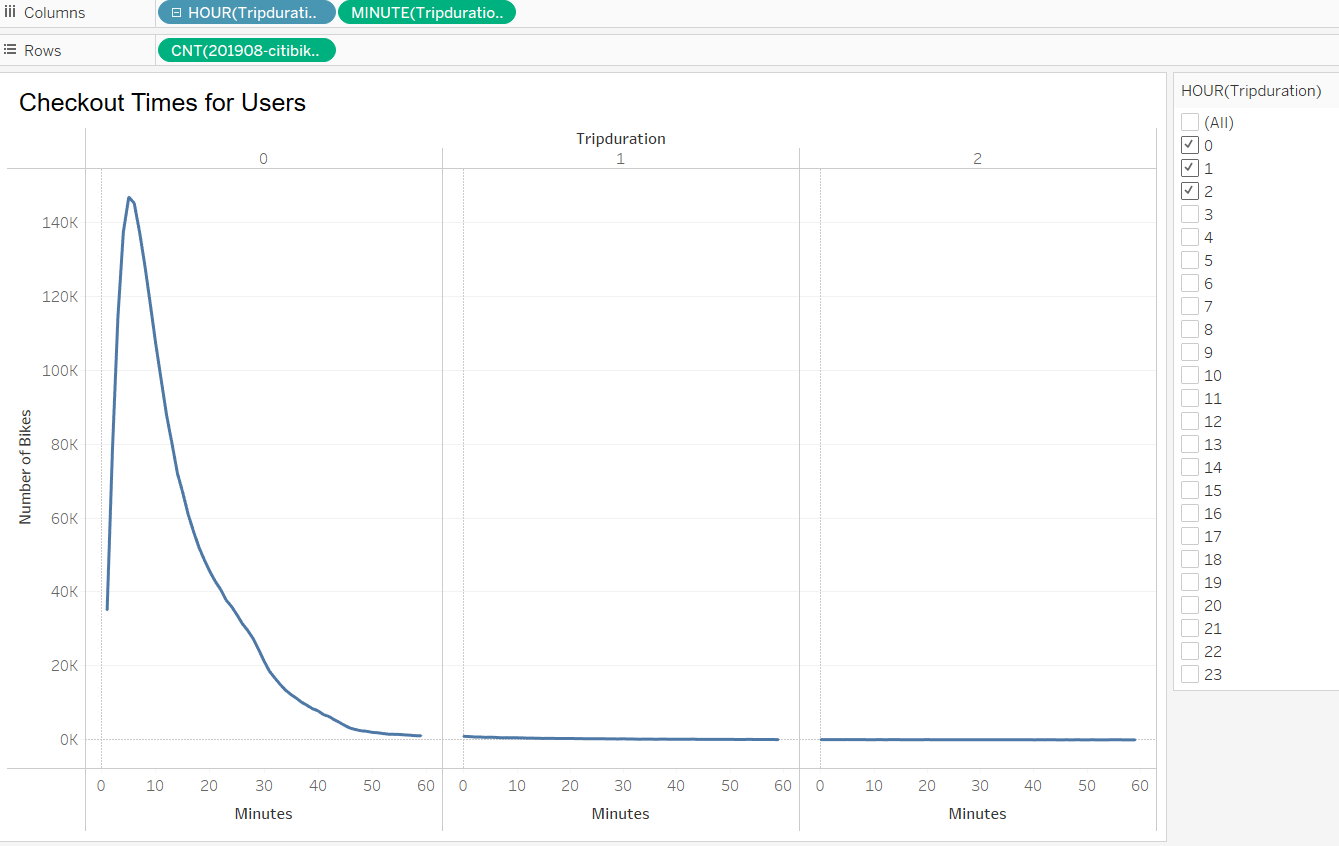 Columns
HOUR(Tripdurati..
MINUTE(Tripduratio..
Rows
CNT(201908-citibik..
Checkout Times for Users
Tripduration
0 1 2
140K
120K
100K
80K
60K
40K
20K
0K
Number of Bikes
0 10 20 30 40 50 60 0 10 20 30 40 50 60 0 10 20 30 40 50 60
Minutes Minutes Minutes
HOUR(Tripduration)
(All)
0
1
2
3
4
5
6
7
8
9
10
11
12
13
14
15
16
17
18
19
20
21
22
23